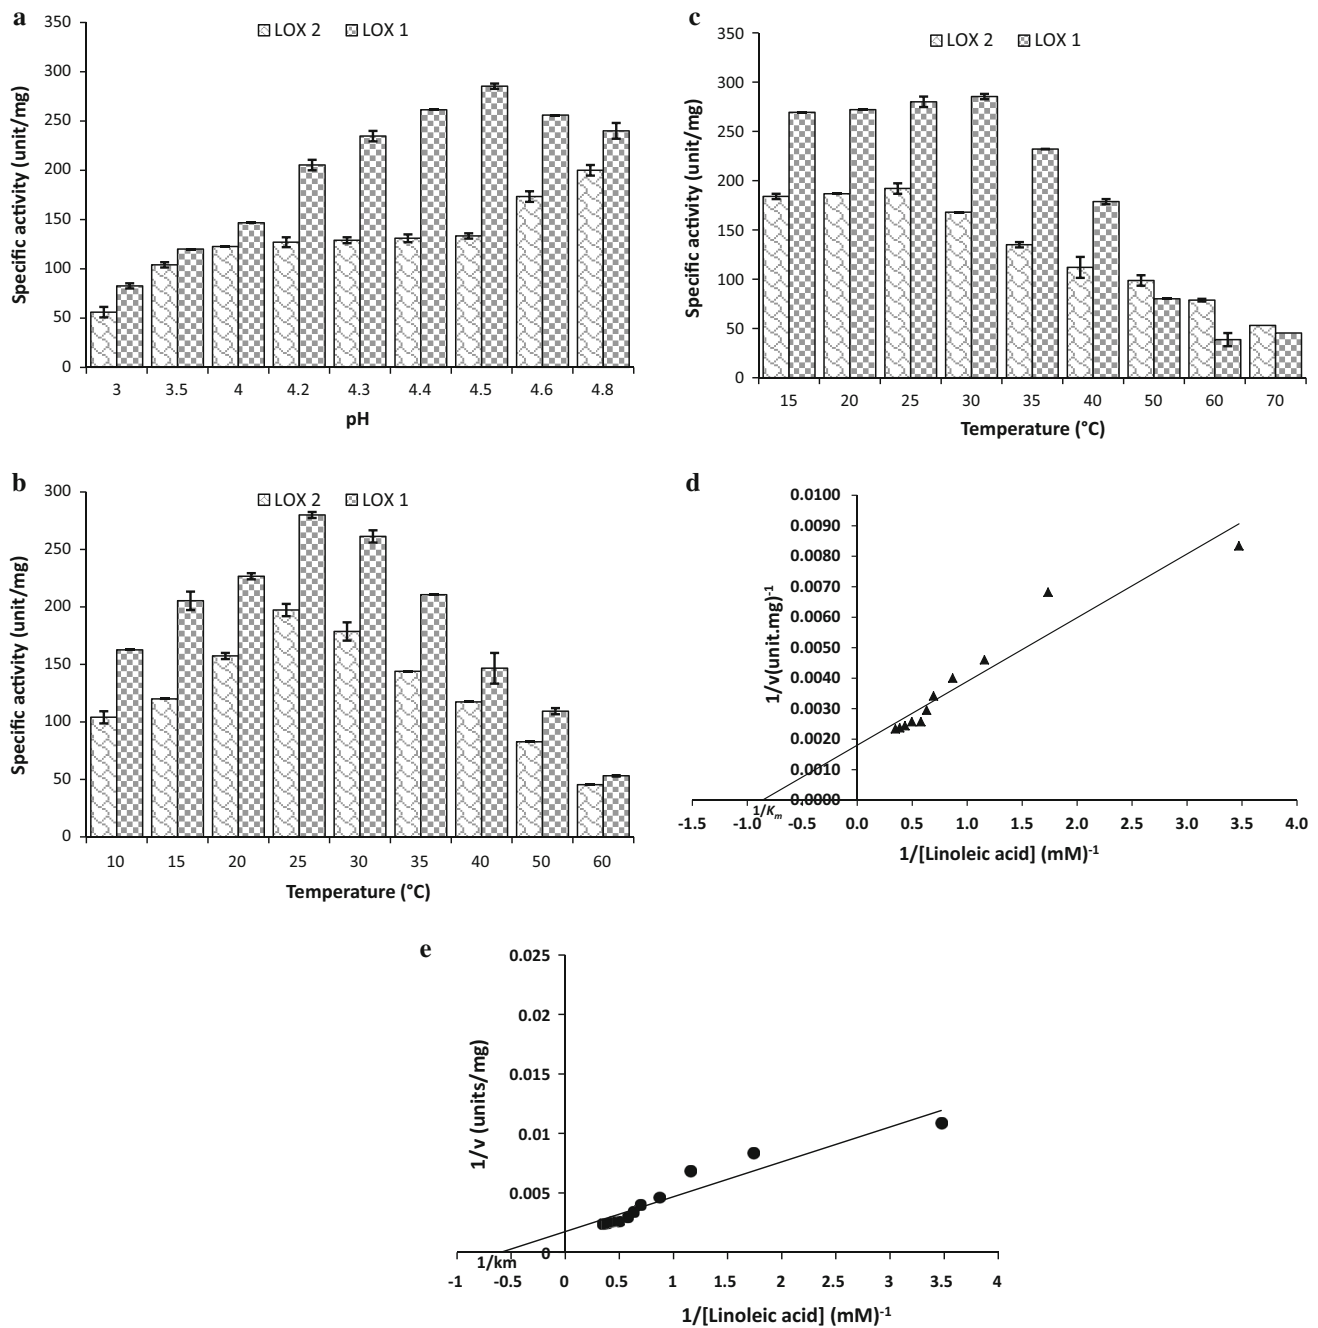 a
LOX 2 LOX 1
350
300
250
200
150
100
50
0
Specific activity (unit/mg)
3 3.5 4 4.2 4.3 4.4 4.5 4.6 4.8
pH
c
LOX 2 LOX 1
350
300
250
200
150
100
50
0
Specific activity (unit/mg)
15 20 25 30 35 40 50 60 70
Temperature (°C)
b
LOX 2 LOX 1
300
250
200
150
100
50
0
Specific activity (unit/mg)
10 15 20 25 30 35 40 50 60
Temperature (°C)
d
0.0100
0.0090
0.0080
0.0070
0.0060
0.0050
0.0040
0.0030
0.0020
0.0010
0.0000
1/v(unit.mg)-1
1/Km
-1.5 -1.0 -0.5 0.0 0.5 1.0 1.5 2.0 2.5 3.0 3.5 4.0
1/[Linoleic acid] (mM)-1
e
0.025
0.02
0.015
0.01
0.005
0
1/v (units/mg)
1/km
-1 -0.5 0 0.5 1 1.5 2 2.5 3 3.5 4
1/[Linoleic acid] (mM)-1